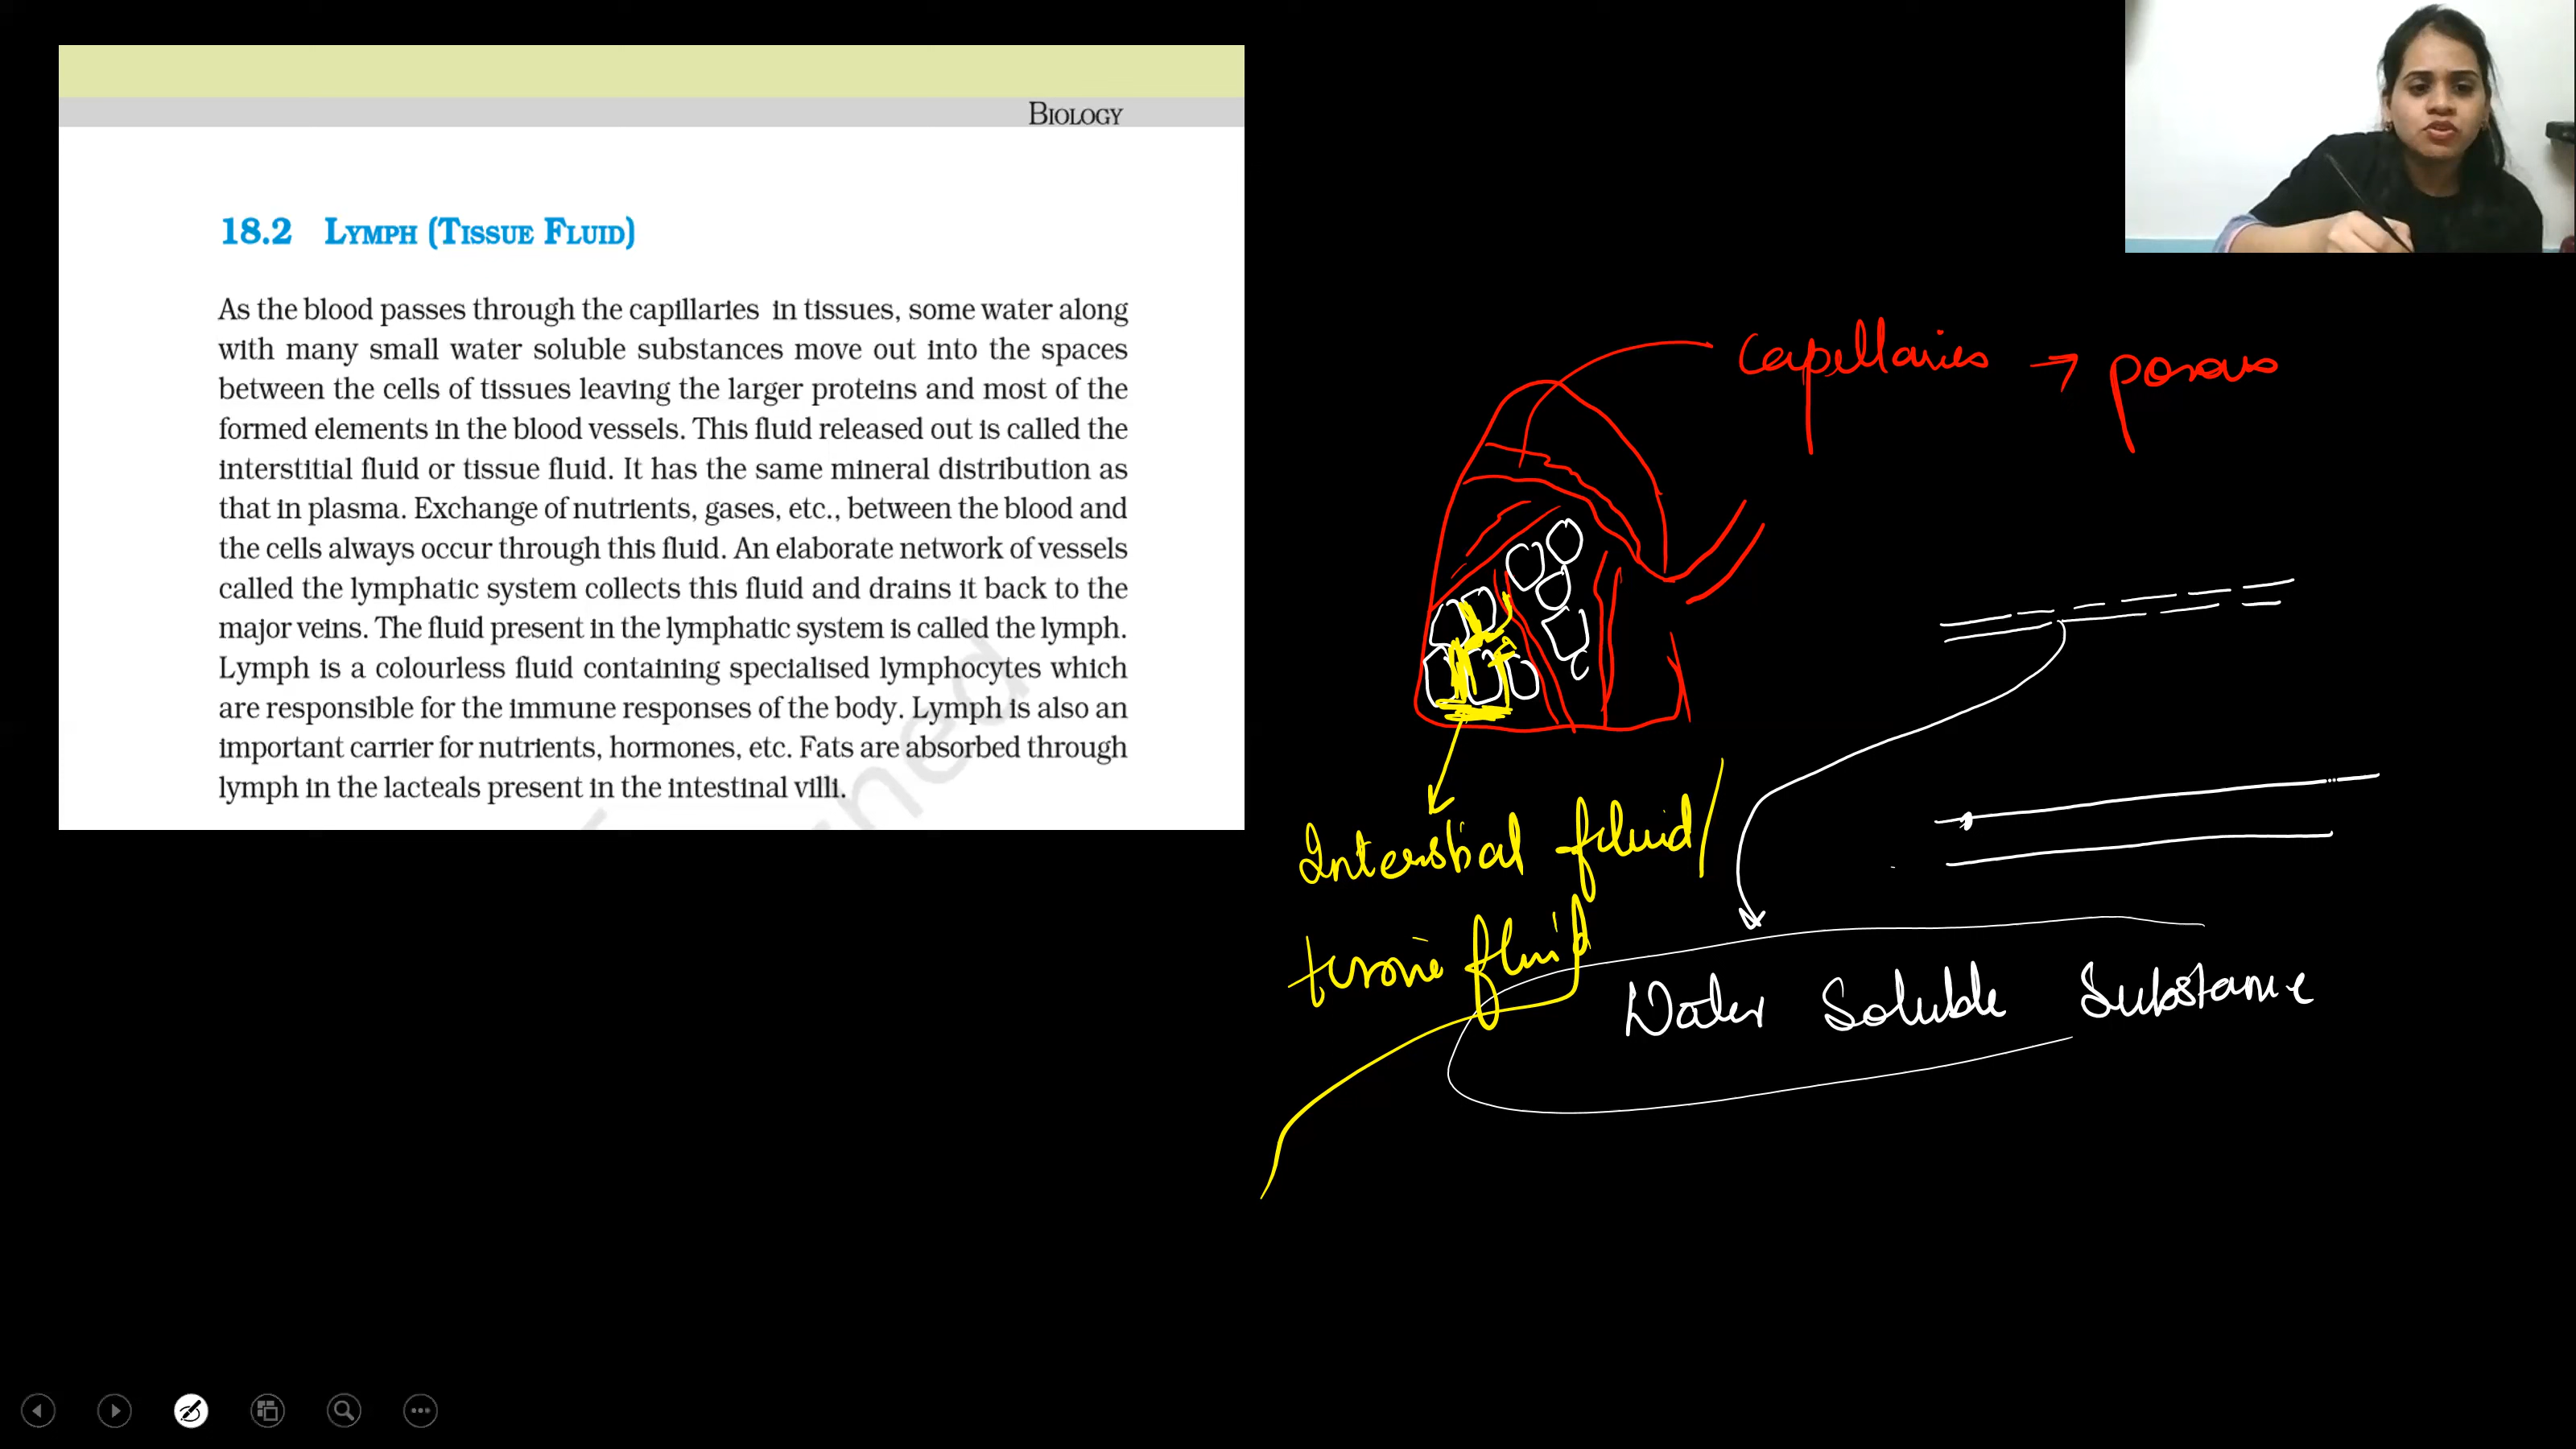 BIOLOGY
18.2 LYMPH (TISSUE FLUID)
As the blood passes through the capillaries in tissues, some water along
with many small water soluble substances move out into the spaces
between the cells of tissues leaving the larger proteins and most of the
formed elements in the blood vessels. This fluid released out is called the
interstitial fluid or tissue fluid. It has the same mineral distribution as
that in plasma. Exchange of nutrients, gases, etc., between the blood and
the cells always occur through this fluid. An elaborate network of vessels
called the lymphatic system collects this fluid and drains it back to the
major veins. The fluid present in the lymphatic system is called the lymph.
Lymph is a colourless fluid containing specialised lymphocytes which
are responsible for the immune responses of the body. Lymph is also an
important carrier for nutrients, hormones, etc. Fats are absorbed through
lymph in the lacteals present in the intestinal villi.
capillaries → porous
fluid/
fluid
Water Soluble Substance